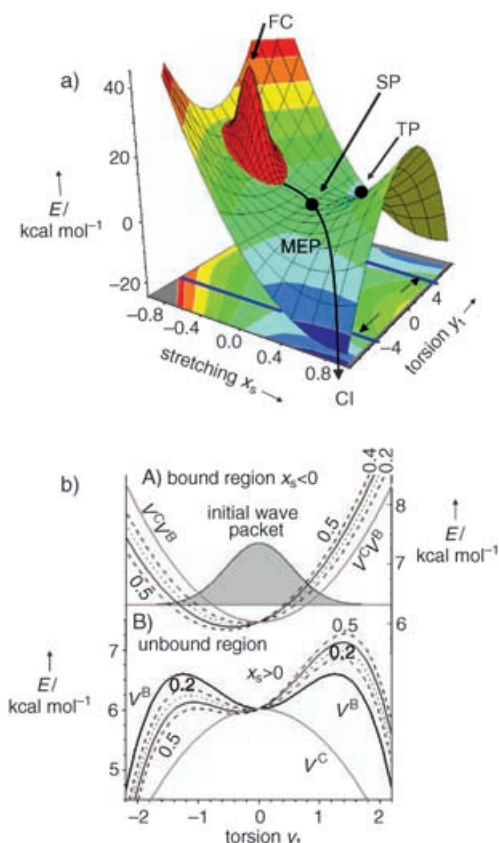 FC
a)
SP
40
TP
20
E/
kcal mol⁻¹
0
MEP
−20
−0.8
−0.4
0.0
0.4
0.8
stretching xₛ →
4
0
−4
torsion y₁ →
CI
b)
A) bound region xₛ<0
0.4
0.2
0.5
8
initial wave
packet
VᶜVᴮ
VᶜVᴮ
E/
kcal mol⁻¹
7
0.5
6
B)
unbound region
0.5
7
xₛ>0
0.2
0.2
E/
kcal mol⁻¹
Vᴮ
Vᴮ
6
0.5
Vᶜ
5
−2
−1
0
1
2
torsion y₁